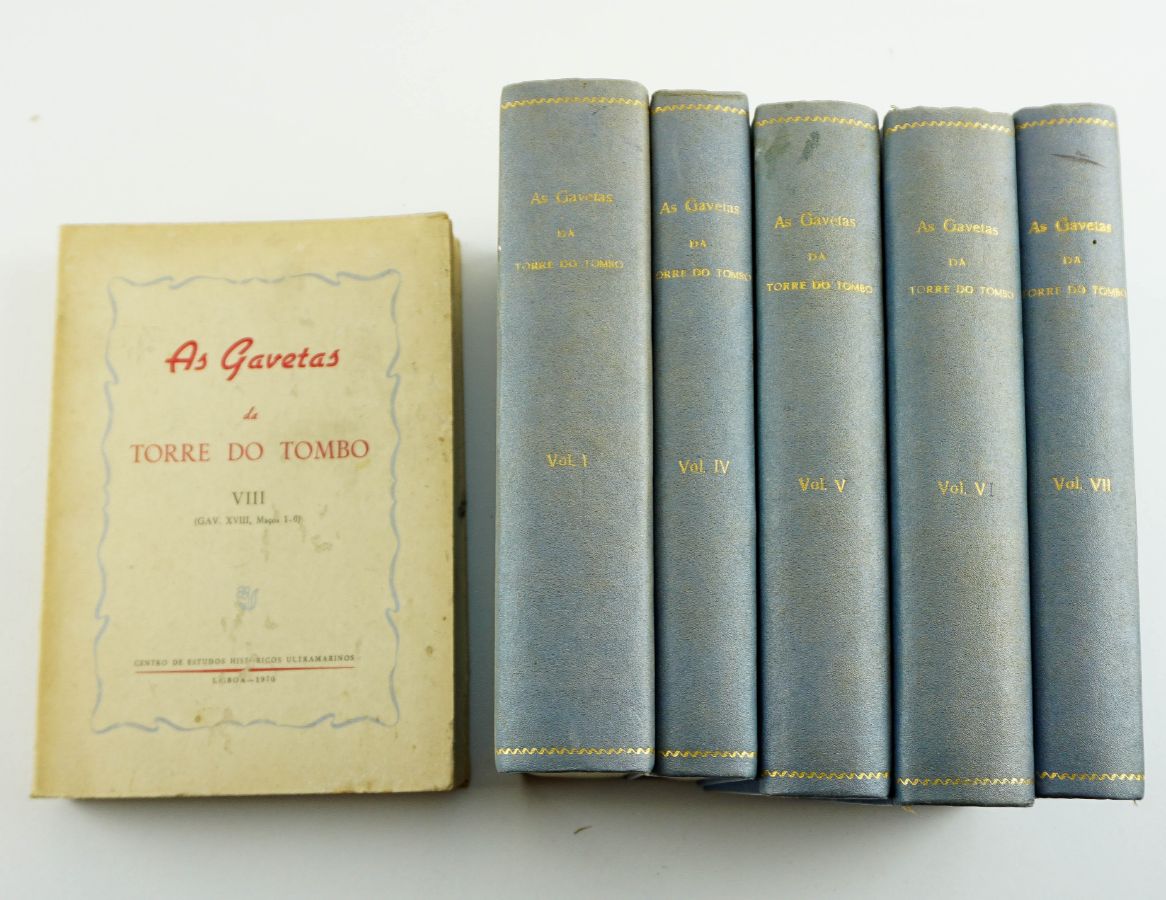 As Gavetas
da
TORRE DO TOMBO
VIII
(GAV. XVIII, Maços 1-6)
CENTRO DE ESTUDOS HISTÓRICOS ULTRAMARINOS
LISBOA—1970
As Gavetas
DA
TORRE DO TOMBO
Vol. I
As Gavetas
DA
TORRE DO TOMBO
Vol. IV
As Gavetas
DA
TORRE DO TOMBO
Vol. V
As Gavetas
DA
TORRE DO TOMBO
Vol. VI
As Gavetas
DA
TORRE DO TOMBO
Vol. VII